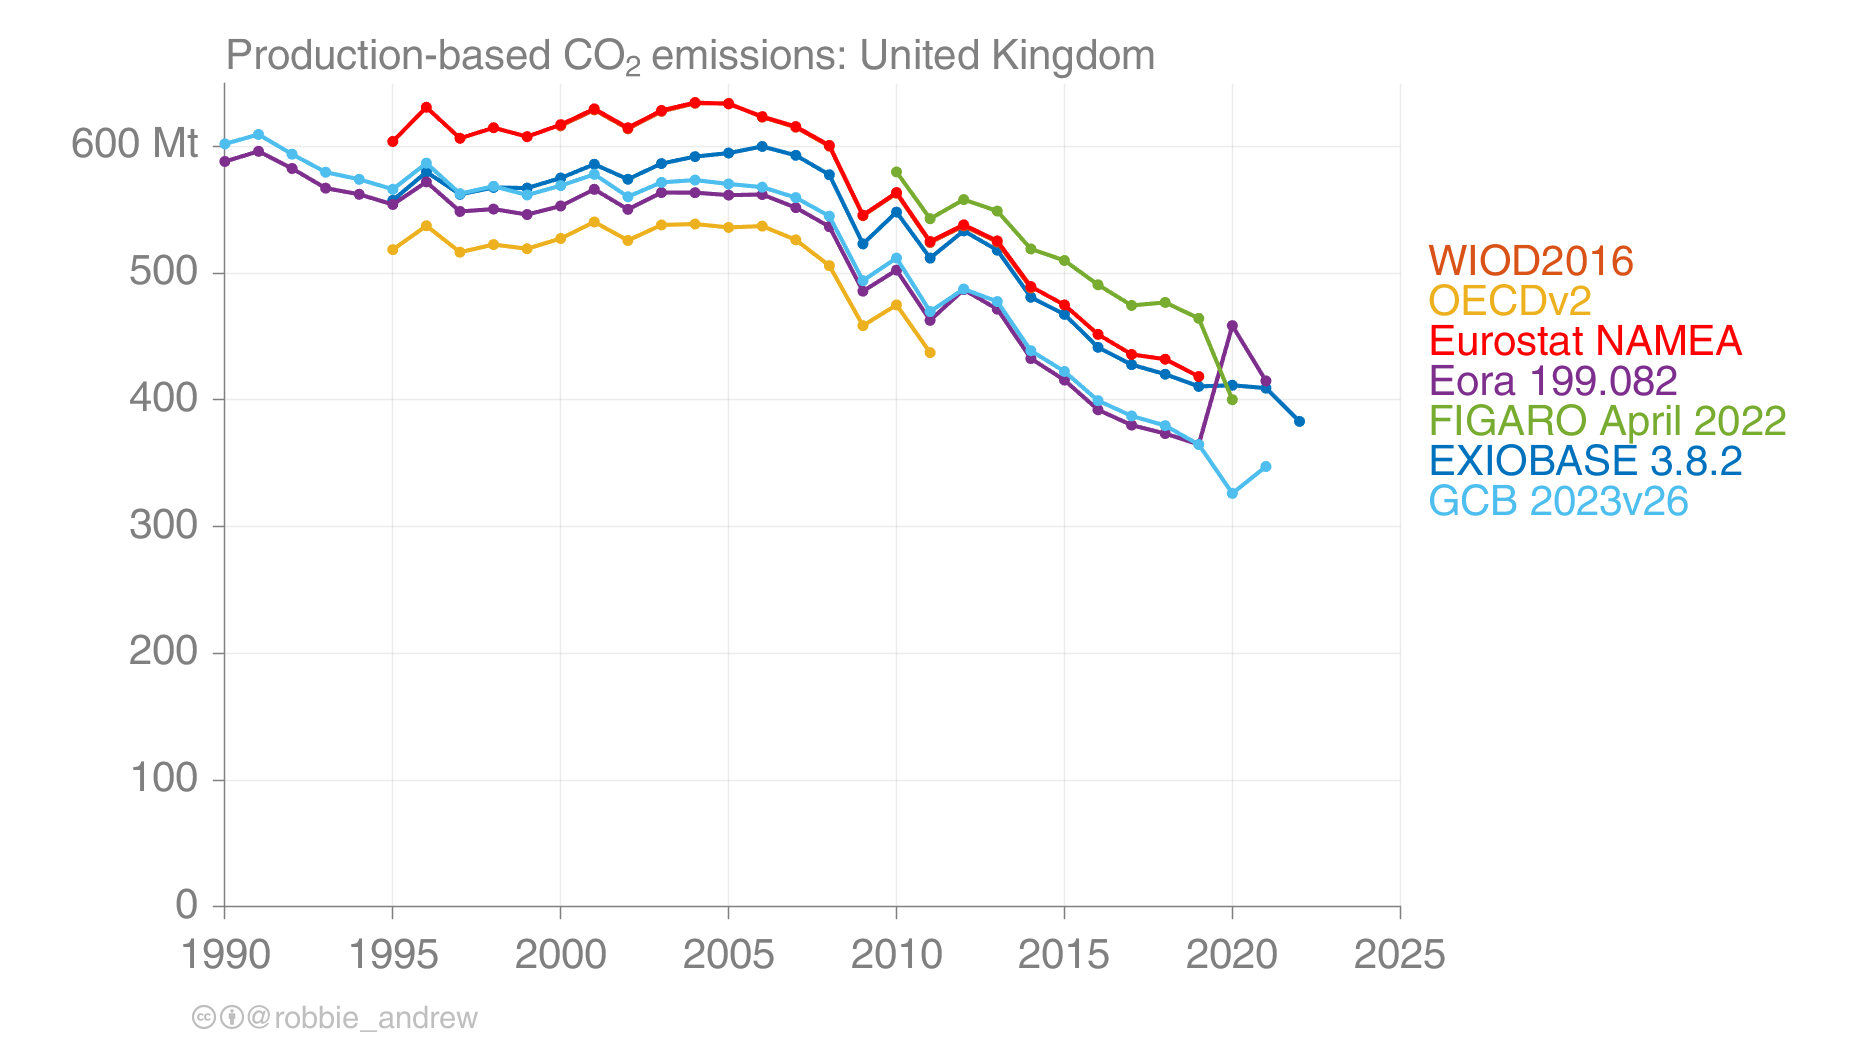 Production-based CO₂ emissions: United Kingdom
600 Mt
500
400
300
200
100
0
1990 1995 2000 2005 2010 2015 2020 2025
WIOD2016
OECDv2
Eurostat NAMEA
Eora 199.082
FIGARO April 2022
EXIOBASE 3.8.2
GCB 2023v26
cc @robbie_andrew